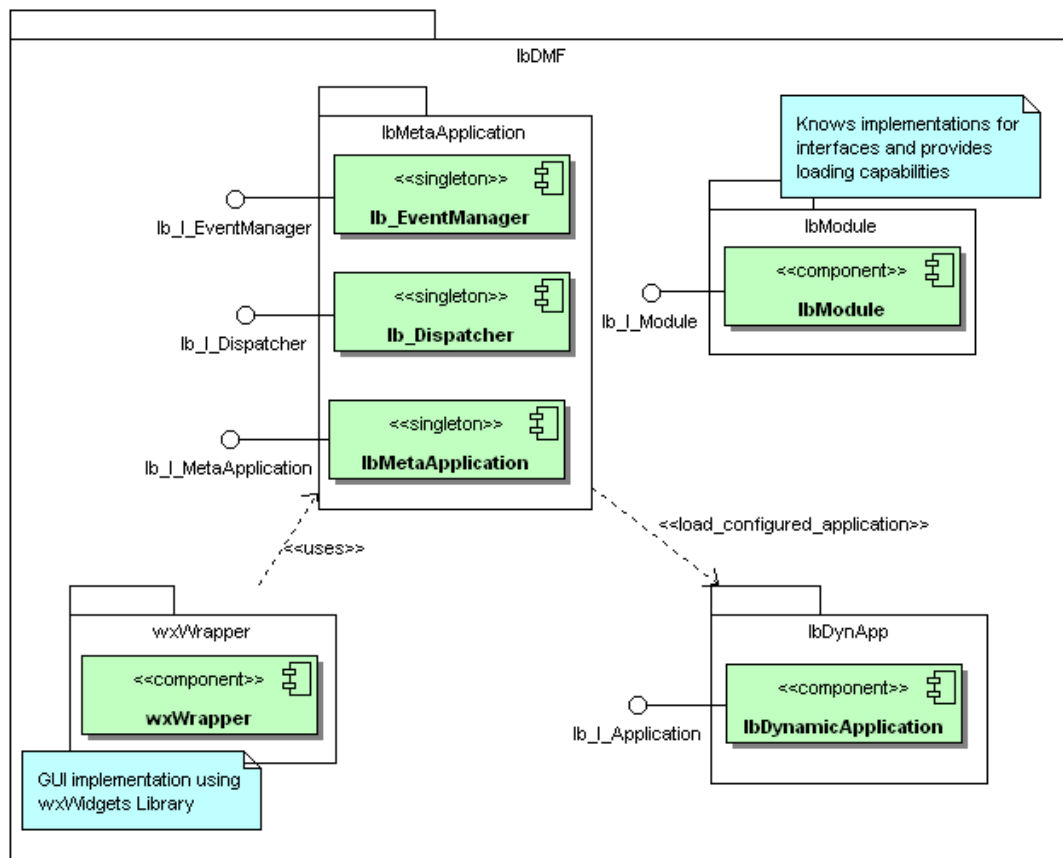 lbDMF
lbMetaApplication
<<singleton>>
lb_EventManager
lb_I_EventManager
<<singleton>>
lb_Dispatcher
lb_I_Dispatcher
<<singleton>>
lbMetaApplication
lb_I_MetaApplication
Knows implementations for
interfaces and provides
loading capabilities
lbModule
<<component>>
lbModule
lb_I_Module
<<uses>>
<<load_configured_application>>
wxWrapper
<<component>>
wxWrapper
GUI implementation using
wxWidgets Library
lbDynApp
<<component>>
lbDynamicApplication
lb_I_Application